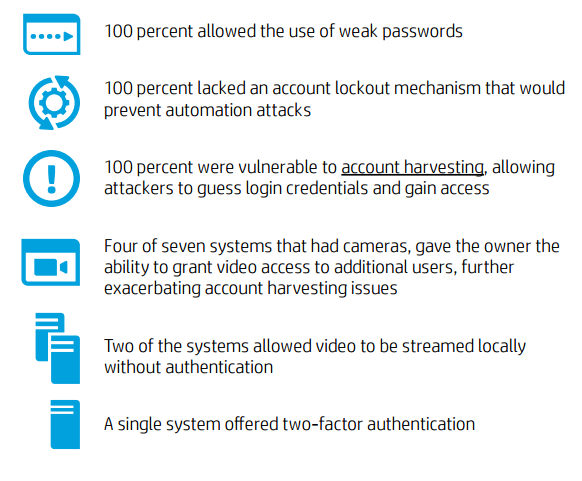 100 percent allowed the use of weak passwords
100 percent lacked an account lockout mechanism that would
prevent automation attacks
100 percent were vulnerable to account harvesting, allowing
attackers to guess login credentials and gain access
Four of seven systems that had cameras, gave the owner the
ability to grant video access to additional users, further
exacerbating account harvesting issues
Two of the systems allowed video to be streamed locally
without authentication
A single system offered two-factor authentication